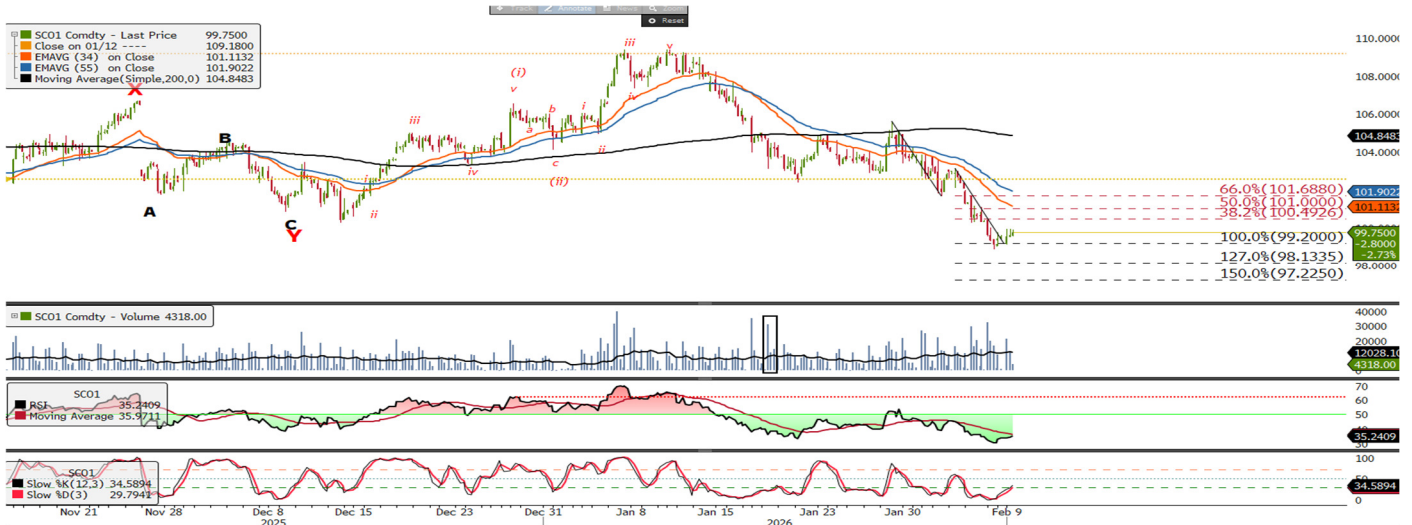 Track Annotate News Zoom
Reset
SCO1 Comdty - Last Price 99.7500
Close on 01/12 ---- 109.1800
EMAVG (34) on Close 101.1132
EMAVG (55) on Close 101.9022
Moving Average(Simple,200,0) 104.8483
X
A
B
C
Y
i
ii
iii
iv
v
(i)
a
b
c
(ii)
i
ii
iii
iv
v
110.0000
108.0000
106.0000
104.8483
104.0000
66.0%(101.6880)
101.9022
50.0%(101.0000)
101.1132
38.2%(100.4926)
100.0%(99.2000)
99.7500
-2.8000
-2.73%
127.0%(98.1335)
98.0000
150.0%(97.2250)
SCO1 Comdty - Volume 4318.00
40000
30000
20000
12028.10
4318.00
0
SCO1
RSI 35.2409
Moving Average 35.9711
70
60
50
35.2409
30
SCO1
Slow %K(12,3) 34.5894
Slow %D(3) 29.7941
100
50
34.5894
0
Nov 21 Nov 28 Dec 8 Dec 15 Dec 23 Dec 31 Jan 8 Jan 15 Jan 23 Jan 30 Feb 9
2025 2026